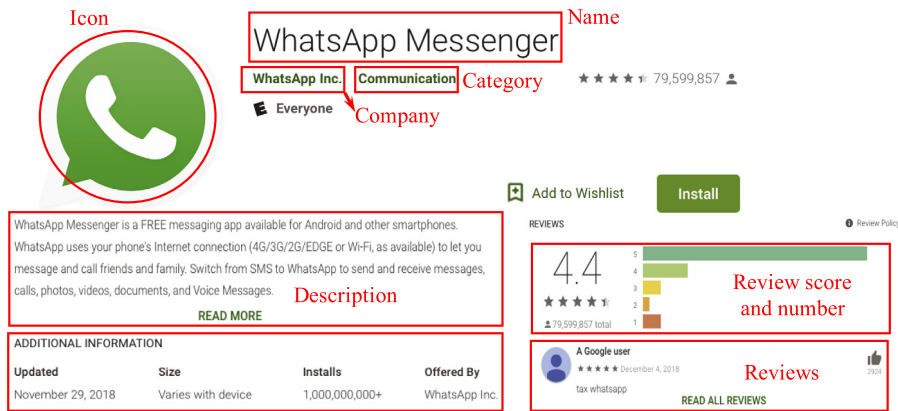 Icon
Name
WhatsApp Messenger
WhatsApp Inc. Communication Category 79,599,857
Everyone
Company
Add to Wishlist Install
WhatsApp Messenger is a FREE messaging app available for Android and other smartphones.
WhatsApp uses your phone's Internet connection (4G/3G/2G/EDGE or Wi-Fi, as available) to let you
message and call friends and family. Switch from SMS to WhatsApp to send and receive messages,
calls, photos, videos, documents, and Voice Messages.
Description
READ MORE
REVIEWS Review Policy
4.4
79,599,857 total
5
4
3
2
1
Review score
and number
ADDITIONAL INFORMATION
Updated Size Installs Offered By
November 29, 2018 Varies with device 1,000,000,000+ WhatsApp Inc.
A Google user
December 4, 2018
tax whatsapp
2924
Reviews
READ ALL REVIEWS